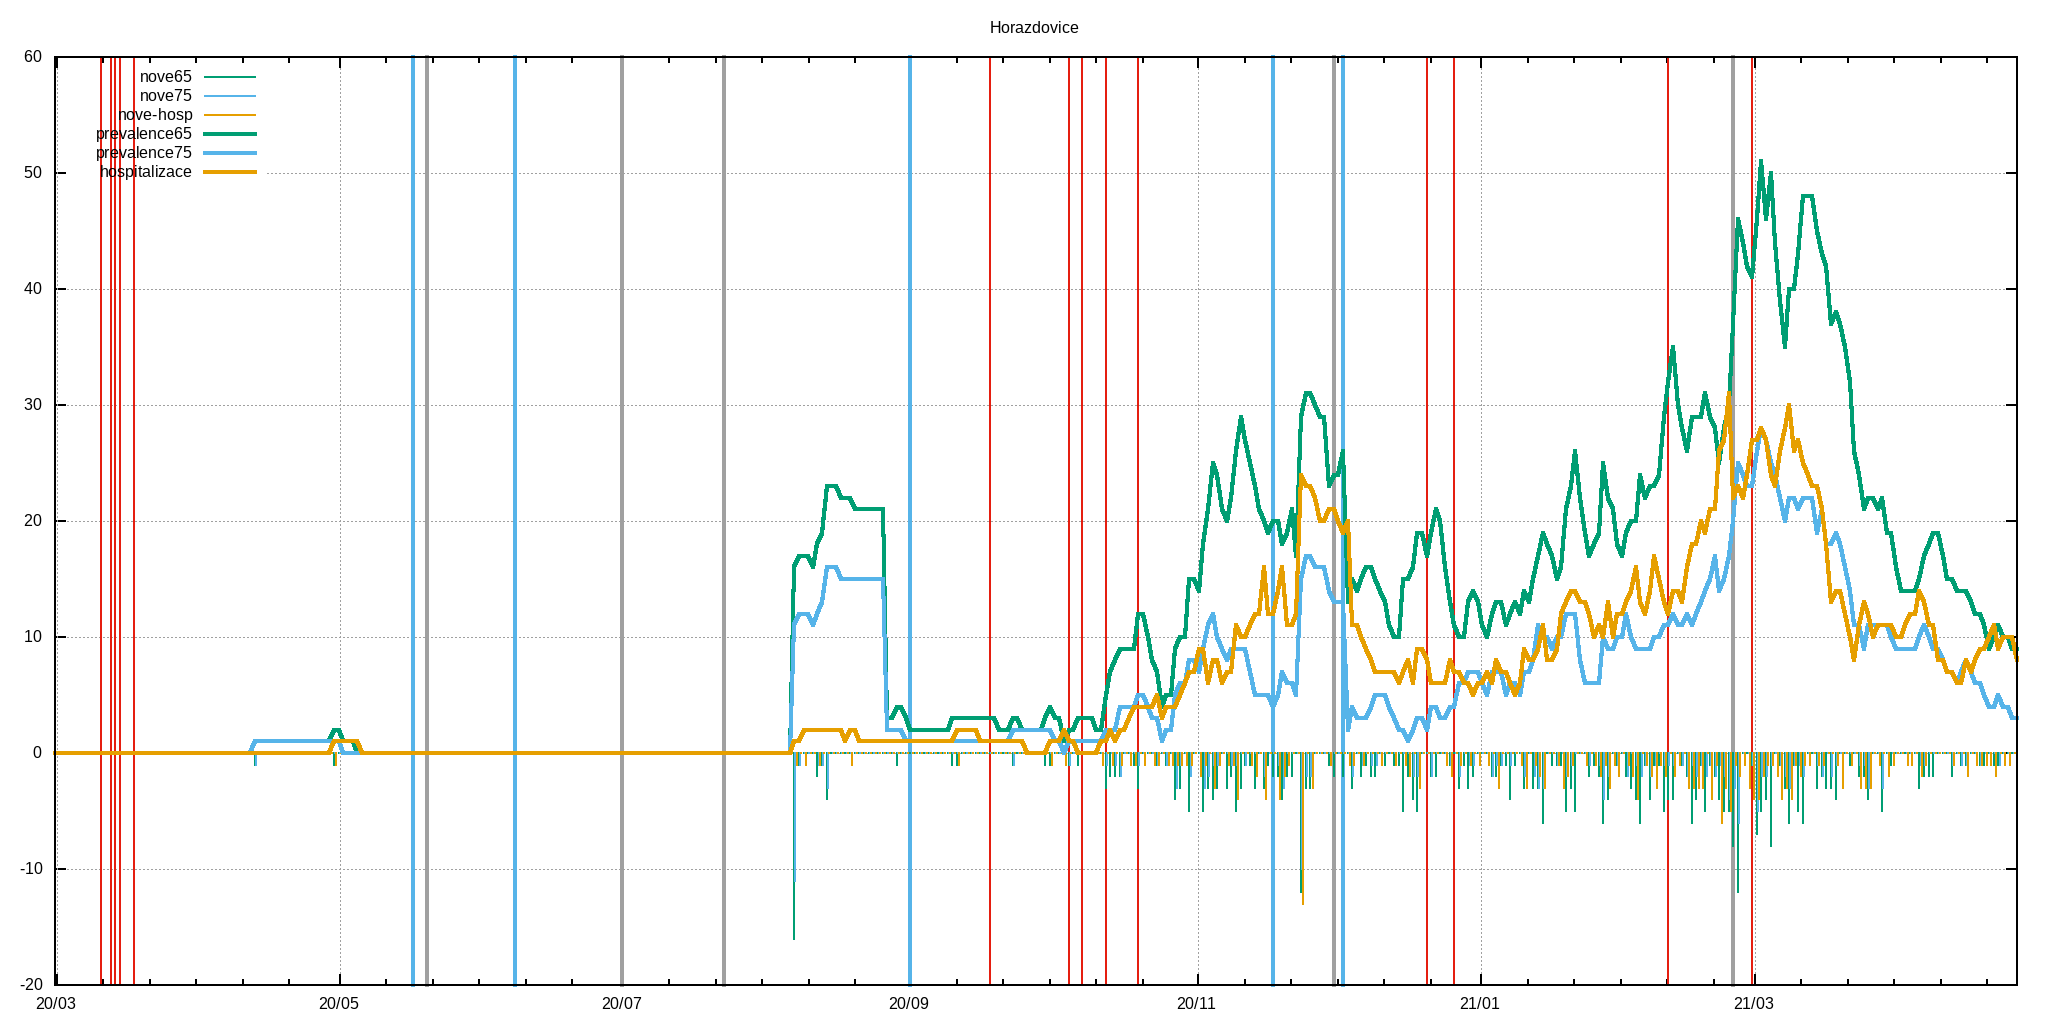 Horazdovice
60
nove65
nove75
nove-hosp
prevalence65
prevalence75
hospitalizace
50
40
30
20
10
0
-10
-20
20/03 20/05 20/07 20/09 20/11 21/01 21/03